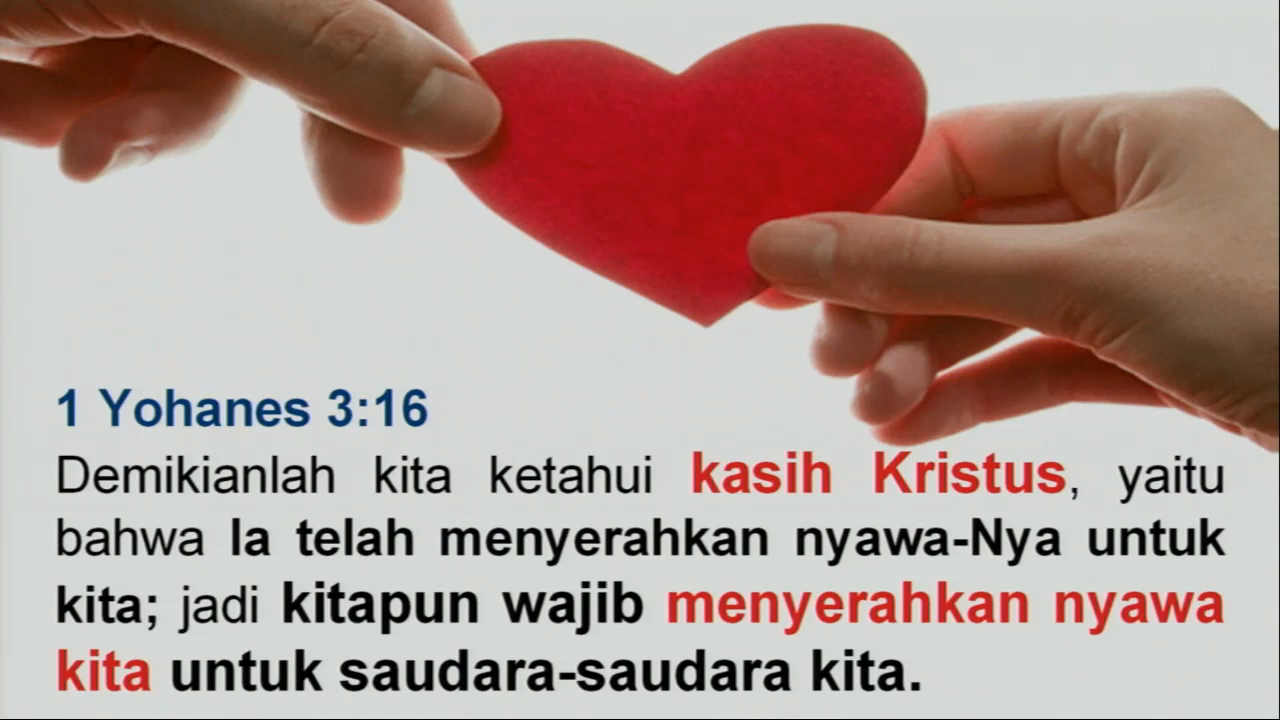 1 Yohanes 3:16
Demikianlah kita ketahui kasih Kristus, yaitu
bahwa Ia telah menyerahkan nyawa-Nya untuk
kita; jadi kitapun wajib menyerahkan nyawa
kita untuk saudara-saudara kita.